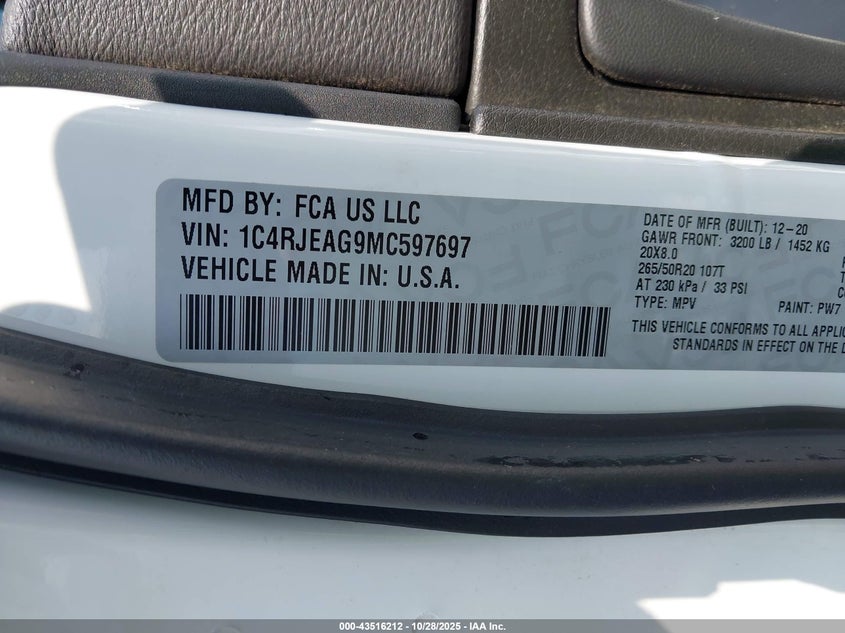 MFD BY: FCA US LLC
VIN: 1C4RJEAG9MC597697
VEHICLE MADE IN: U.S.A.
DATE OF MFR (BUILT): 12-20
GAWR FRONT: 3200 LB / 1452 KG
20X8.0
265/50R20 107T
AT 230 kPa / 33 PSI
TYPE: MPV
PAINT: PW7
THIS VEHICLE CONFORMS TO ALL
STANDARDS IN EFFECT ON THE
000-43516212 | 10/28/2025 | IAA Inc.